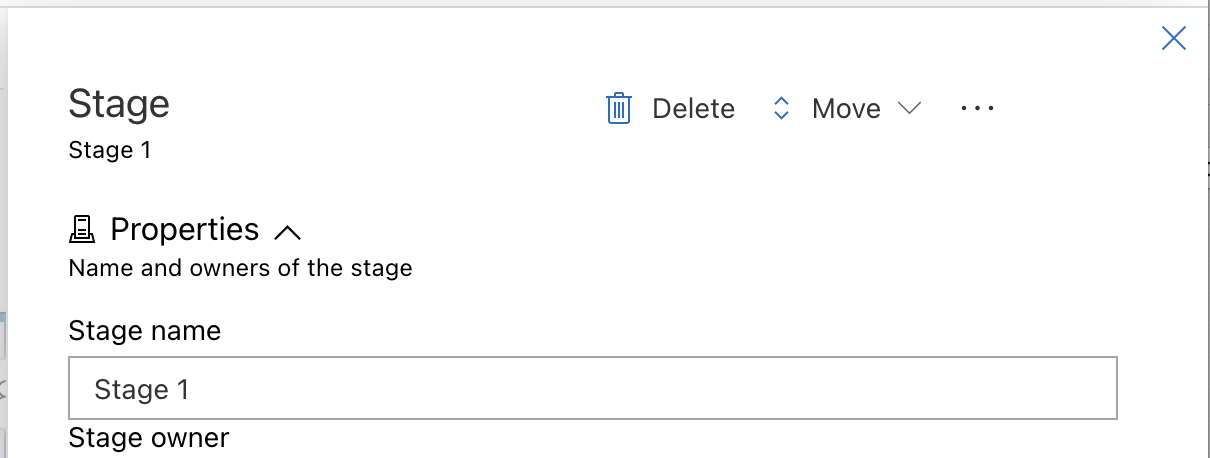 Stage
Delete
Move
Stage 1
Properties
Name and owners of the stage
Stage name
Stage 1
Stage owner